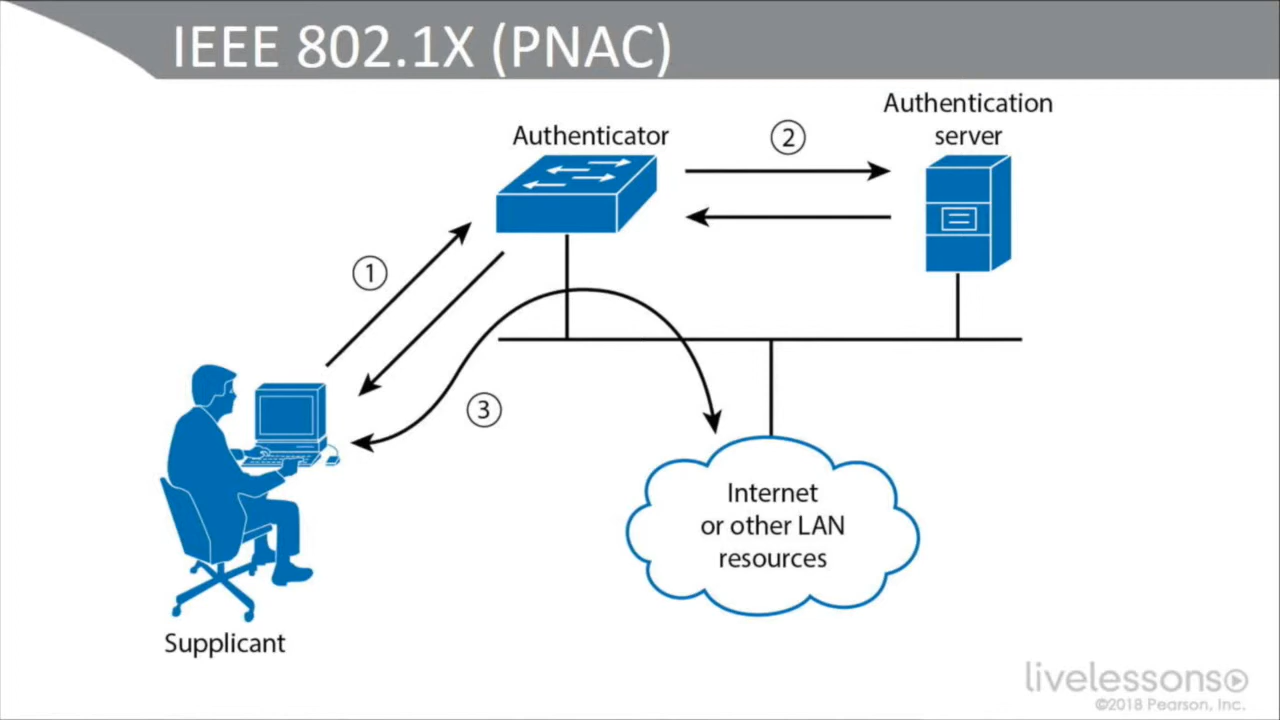 IEEE 802.1X (PNAC)
Authentication
server
Authenticator
2
1
3
Internet
or other LAN
resources
Supplicant
livelessons
©2018 Pearson, Inc.